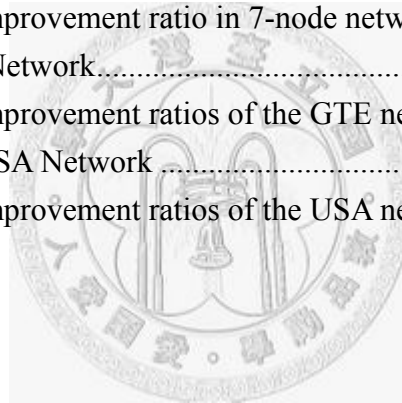 nprovement ratio in 7-node netw
Network................................
nprovement ratios of the GTE ne
SA Network ............................
nprovement ratios of the USA ne